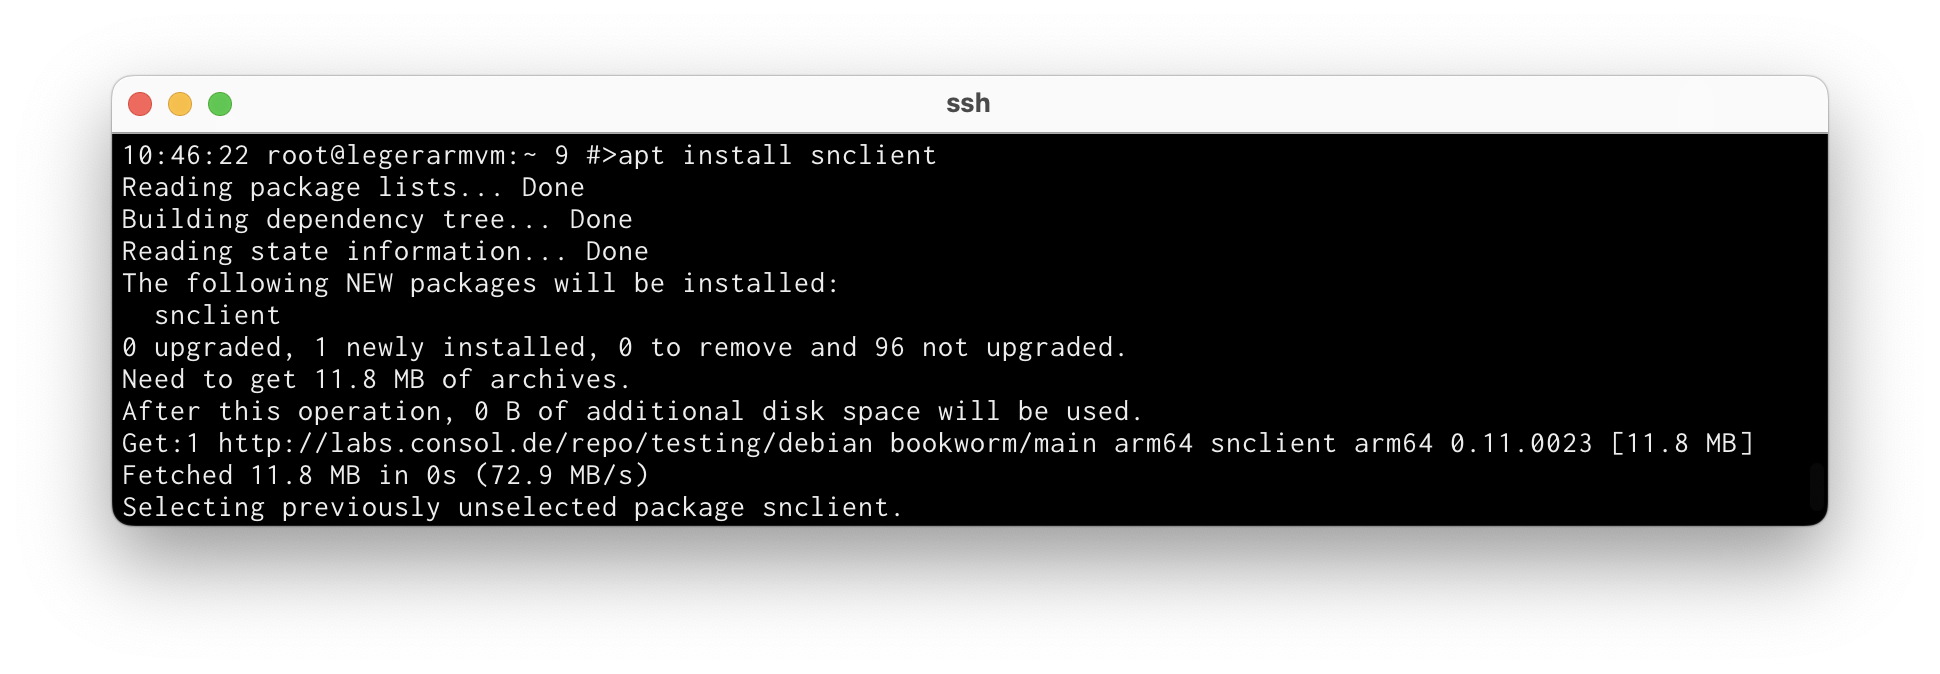 ssh
10:46:22 root@legerarmvm:~ 9 #>apt install snclient
Reading package lists... Done
Building dependency tree... Done
Reading state information... Done
The following NEW packages will be installed:
  snclient
0 upgraded, 1 newly installed, 0 to remove and 96 not upgraded.
Need to get 11.8 MB of archives.
After this operation, 0 B of additional disk space will be used.
Get:1 http://labs.consol.de/repo/testing/debian bookworm/main arm64 snclient arm64 0.11.0023 [11.8 MB]
Fetched 11.8 MB in 0s (72.9 MB/s)
Selecting previously unselected package snclient.